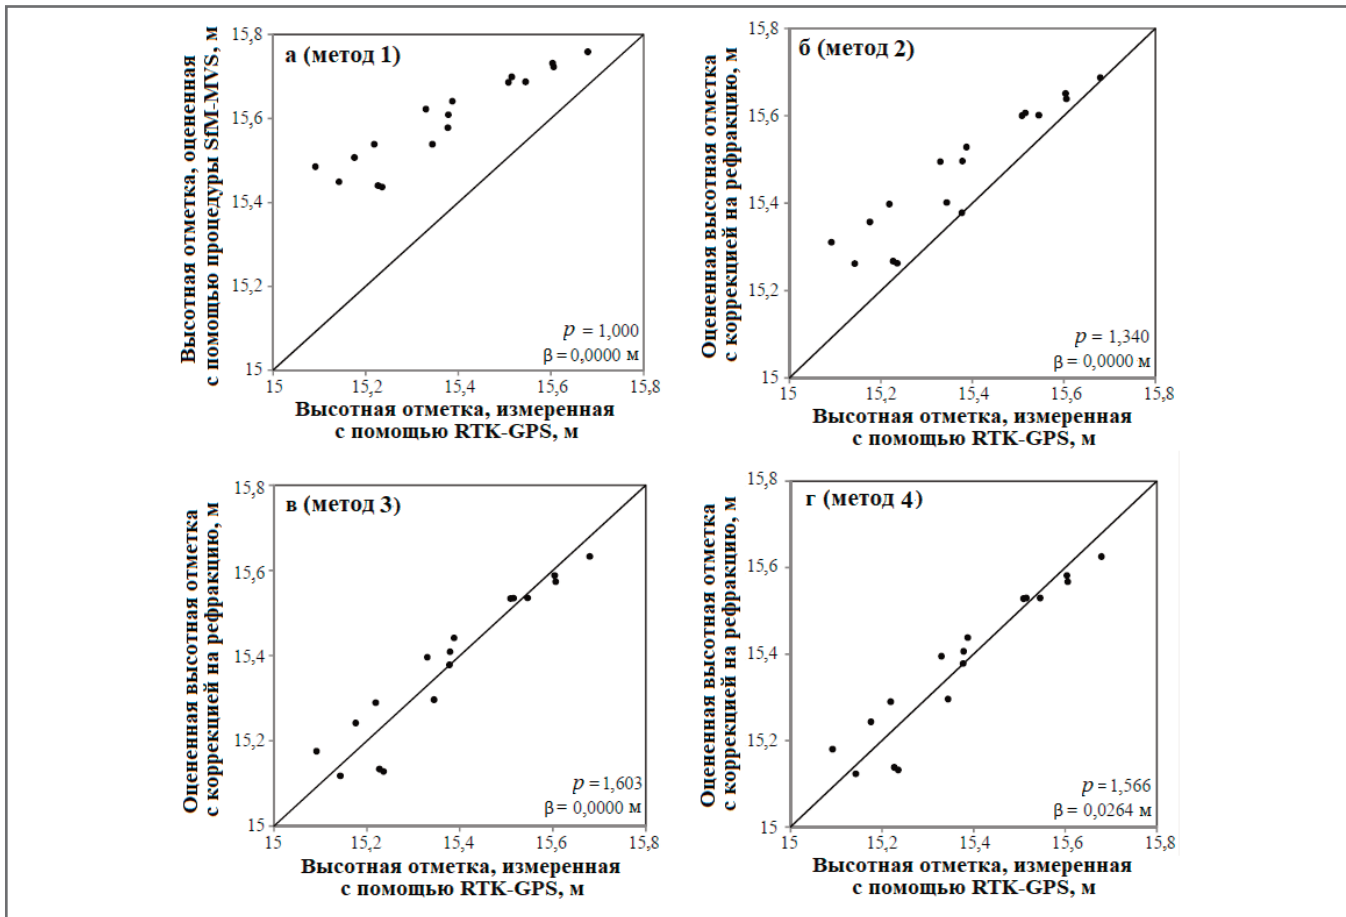 а (метод 1)
Высотная отметка, оцененная
с помощью процедуры SfM-MVS, м
15,8
15,6
15,4
15,2
15
p = 1,000
β = 0,0000 м
15
15,2
15,4
15,6
15,8
Высотная отметка, измеренная
с помощью RTK-GPS, м
б (метод 2)
Оцененная высотная отметка
с коррекцией на рефракцию, м
15,8
15,6
15,4
15,2
15
p = 1,340
β = 0,0000 м
15
15,2
15,4
15,6
15,8
Высотная отметка, измеренная
с помощью RTK-GPS, м
в (метод 3)
Оцененная высотная отметка
с коррекцией на рефракцию, м
15,8
15,6
15,4
15,2
15
p = 1,603
β = 0,0000 м
15
15,2
15,4
15,6
15,8
Высотная отметка, измеренная
с помощью RTK-GPS, м
г (метод 4)
Оцененная высотная отметка
с коррекцией на рефракцию, м
15,8
15,6
15,4
15,2
15
p = 1,566
β = 0,0264 м
15
15,2
15,4
15,6
15,8
Высотная отметка, измеренная
с помощью RTK-GPS, м